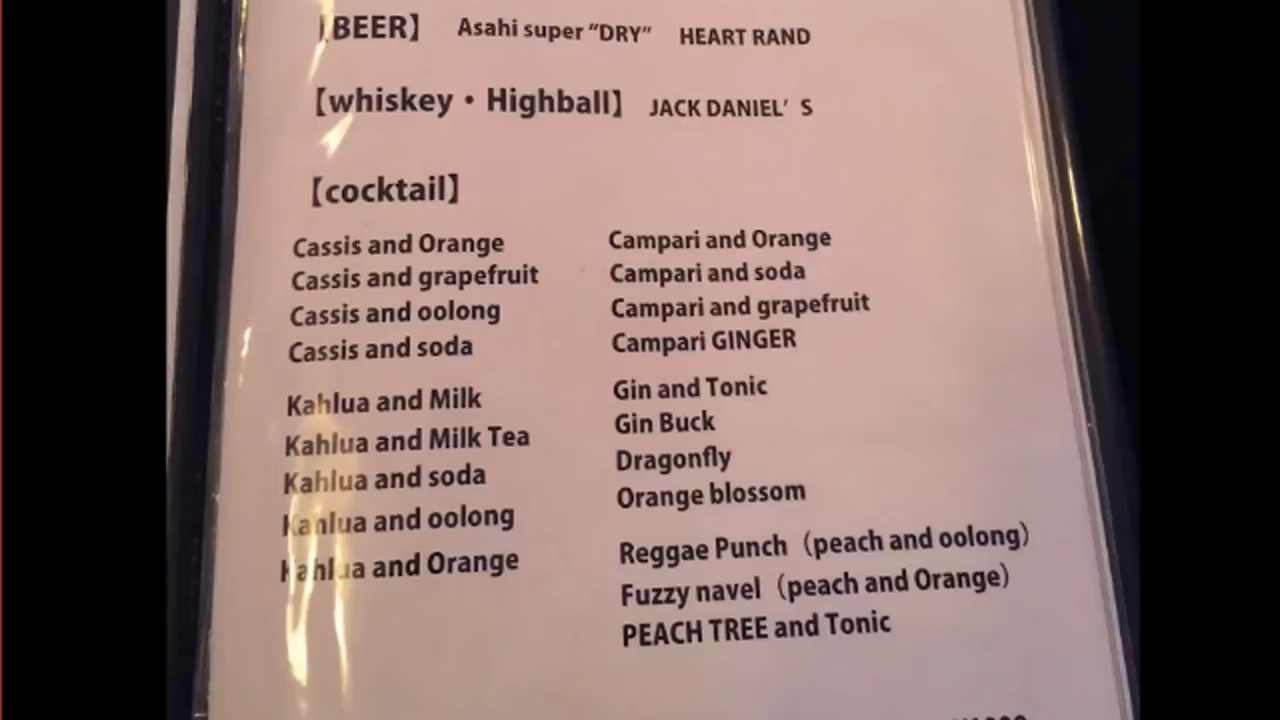 【BEER】 Asahi super “DRY” HEART RAND
【whiskey・Highball】 JACK DANIEL’ S
【cocktail】
Cassis and Orange
Cassis and grapefruit
Cassis and oolong
Cassis and soda
Kahlua and Milk
Kahlua and Milk Tea
Kahlua and soda
Kahlua and oolong
Kahlua and Orange
Campari and Orange
Campari and soda
Campari and grapefruit
Campari GINGER
Gin and Tonic
Gin Buck
Dragonfly
Orange blossom
Reggae Punch（peach and oolong）
Fuzzy navel（peach and Orange）
PEACH TREE and Tonic